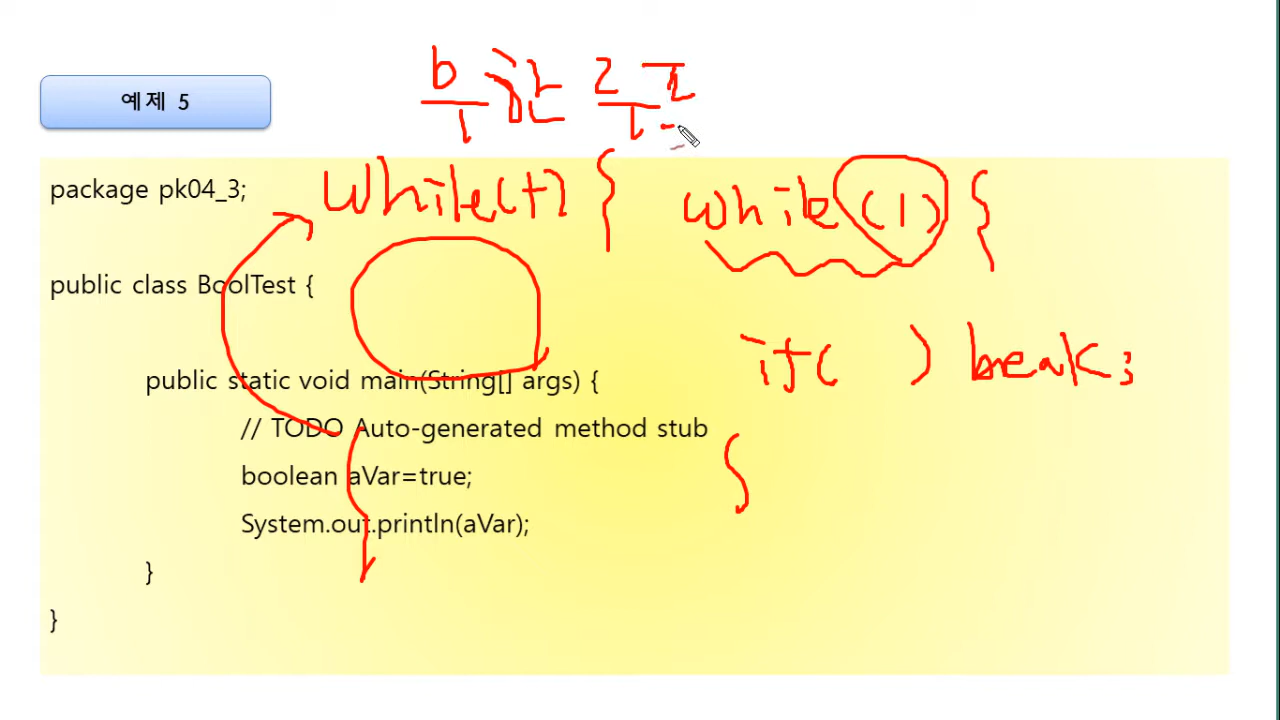 무한 루프
예제 5
package pk04_3;
while(t) {
while(1) {
public class BoolTest {
if( ) break;
public static void main(String[] args) {
// TODO Auto-generated method stub
boolean aVar=true;
System.out.println(aVar);
}
}